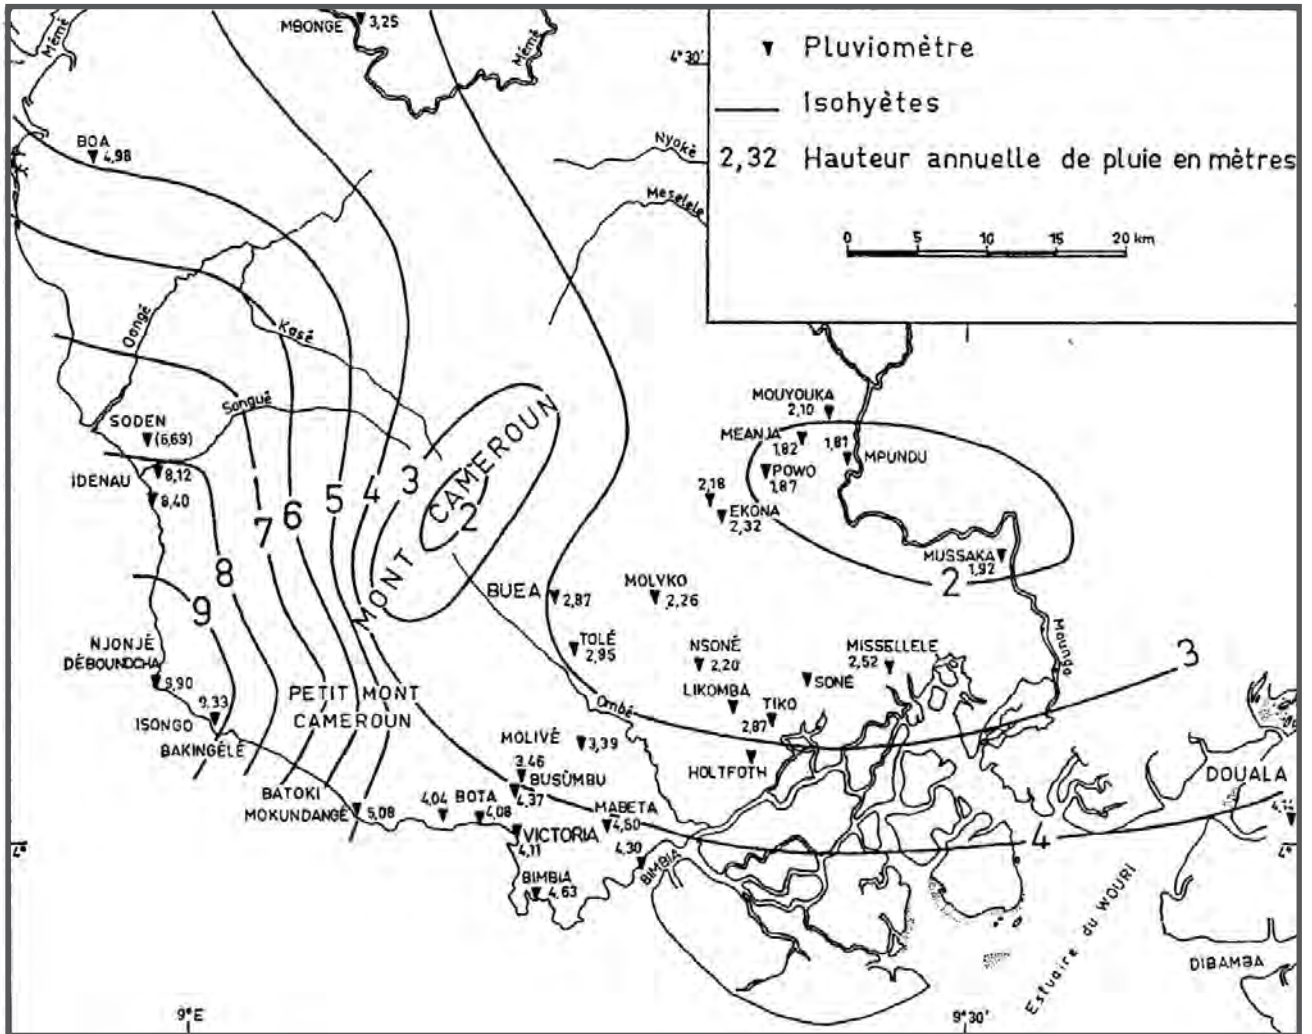 MBONGE
3,25
Mémé
Mémé
4°30'
Pluviomètre
Isohyètes
2,32 Hauteur annuelle de pluie en mètres
0 5 10 15 20 km
Nyoké
Meselele
BOA
4,98
Kasé
Songué
SODEN
(6,69)
IDENAU
8,12
8,40
9
8
7
6
5
4
3
2
MONT CAMEROUN
MOUYOUKA
2,10
MEANJA
1,82
1,81
MPUNDU
POWO
1,87
2,18
EKONA
2,32
MUSSAKA
1,92
2
BUEA
2,87
MOLYKO
2,26
TOLÉ
2,95
NSONÉ
2,20
MISSELLELE
2,52
SONÉ
LIKOMBA
TIKO
2,87
HOLTFOTH
Moungo
3
NJONJÉ
DÉBOUNDCHA
9,90
9,33
ISONGO
BAKINGÉLÉ
PETIT MONT
CAMEROUN
Ombé
MOLIVÉ
3,39
3,46
BUSÙMBU
4,37
BATOKI
MOKUNDANGÉ
5,08
4,04
BOTA
4,08
MABETA
4,50
VICTORIA
4,11
4,30
BIMBIA
BIMBIA
4,63
DOUALA
4
4°
Estuaire du WOURI
DIBAMBA
9°E
9°30'